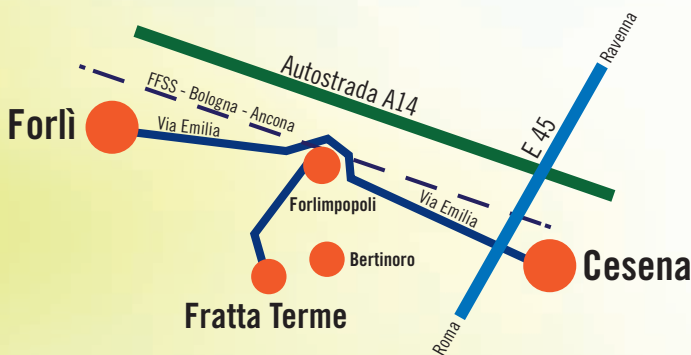 Ravenna
Autostrada A14
FFSS - Bologna - Ancona
E 45
Forlì
Via Emilia
Forlimpopoli
Via Emilia
Bertinoro
Cesena
Fratta Terme
Roma